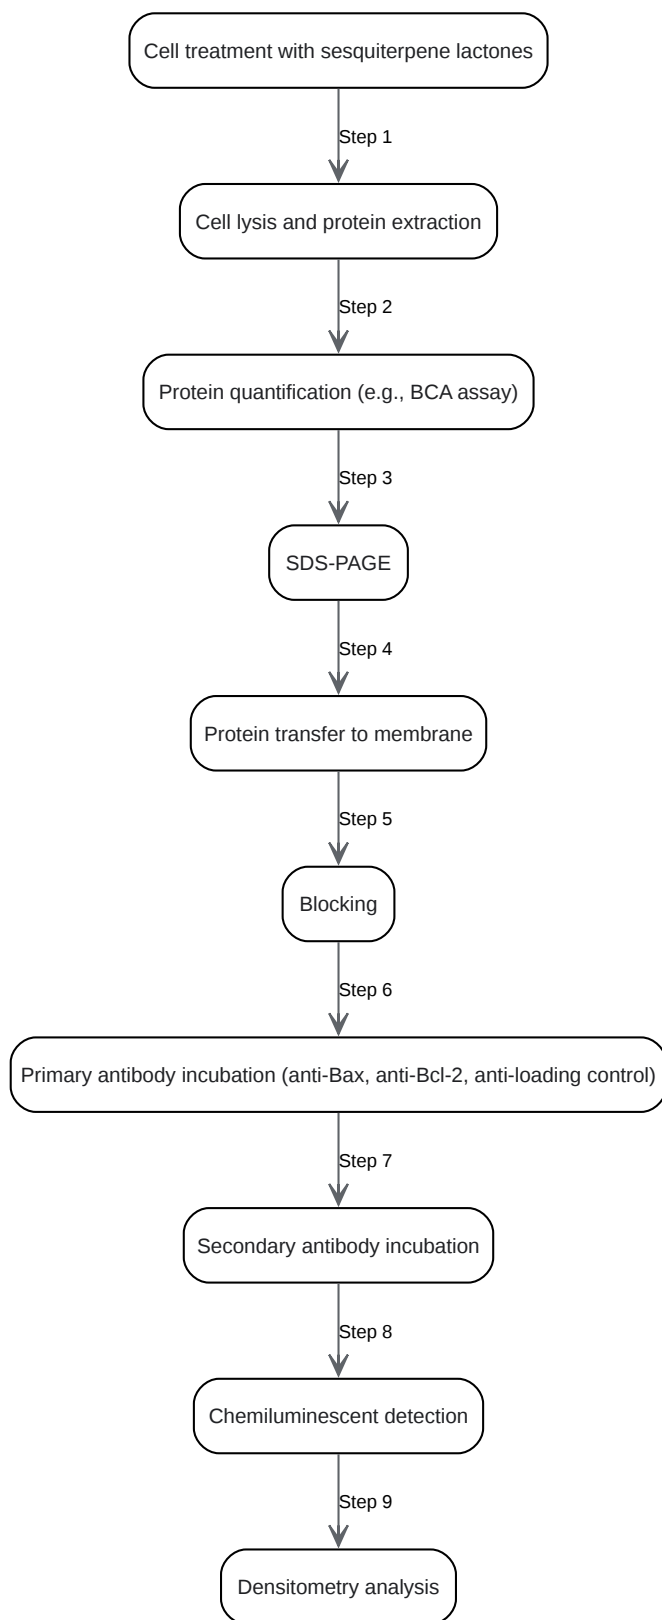 Cell treatment with sesquiterpene lactones
Step 1
Cell lysis and protein extraction
Step 2
Protein quantification (e.g., BCA assay)
Step 3
SDS-PAGE
Step 4
Protein transfer to membrane
Step 5
Blocking
Step 6
Primary antibody incubation (anti-Bax, anti-Bcl-2, anti-loading control)
Step 7
Secondary antibody incubation
Step 8
Chemiluminescent detection
Step 9
Densitometry analysis